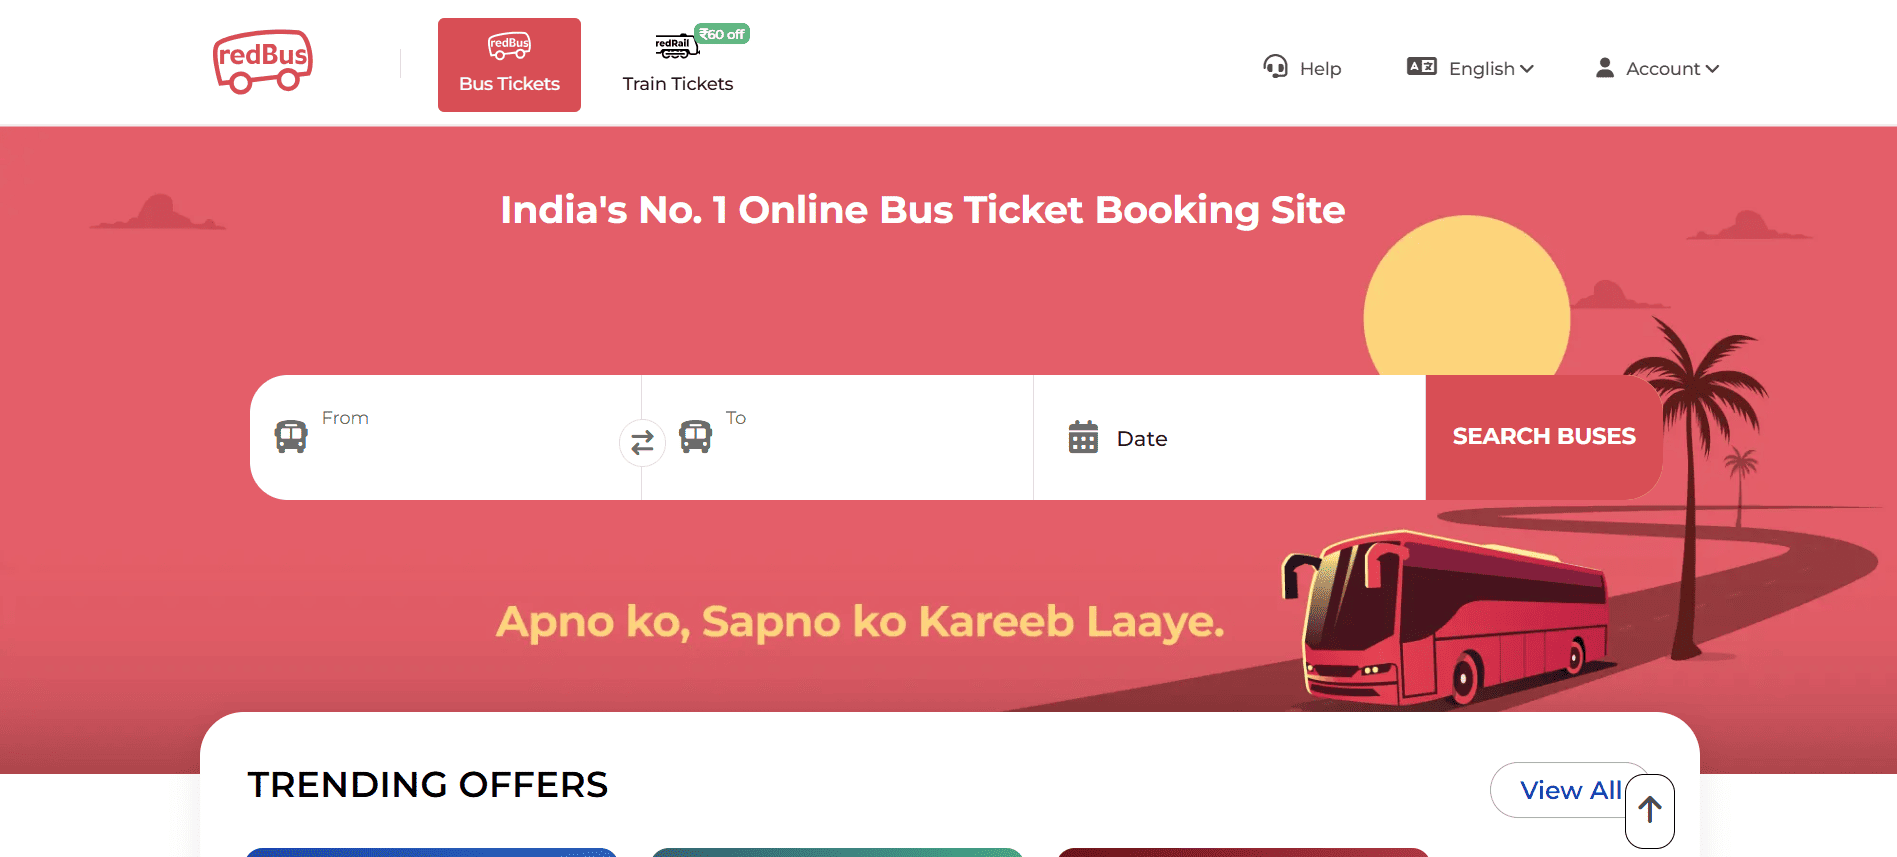 redBus
redBus
Bus Tickets
redRail
₹60 off
Train Tickets
Help
English
Account
India's No. 1 Online Bus Ticket Booking Site
From
To
Date
SEARCH BUSES
Apno ko, Sapno ko Kareeb Laaye.
TRENDING OFFERS
View All